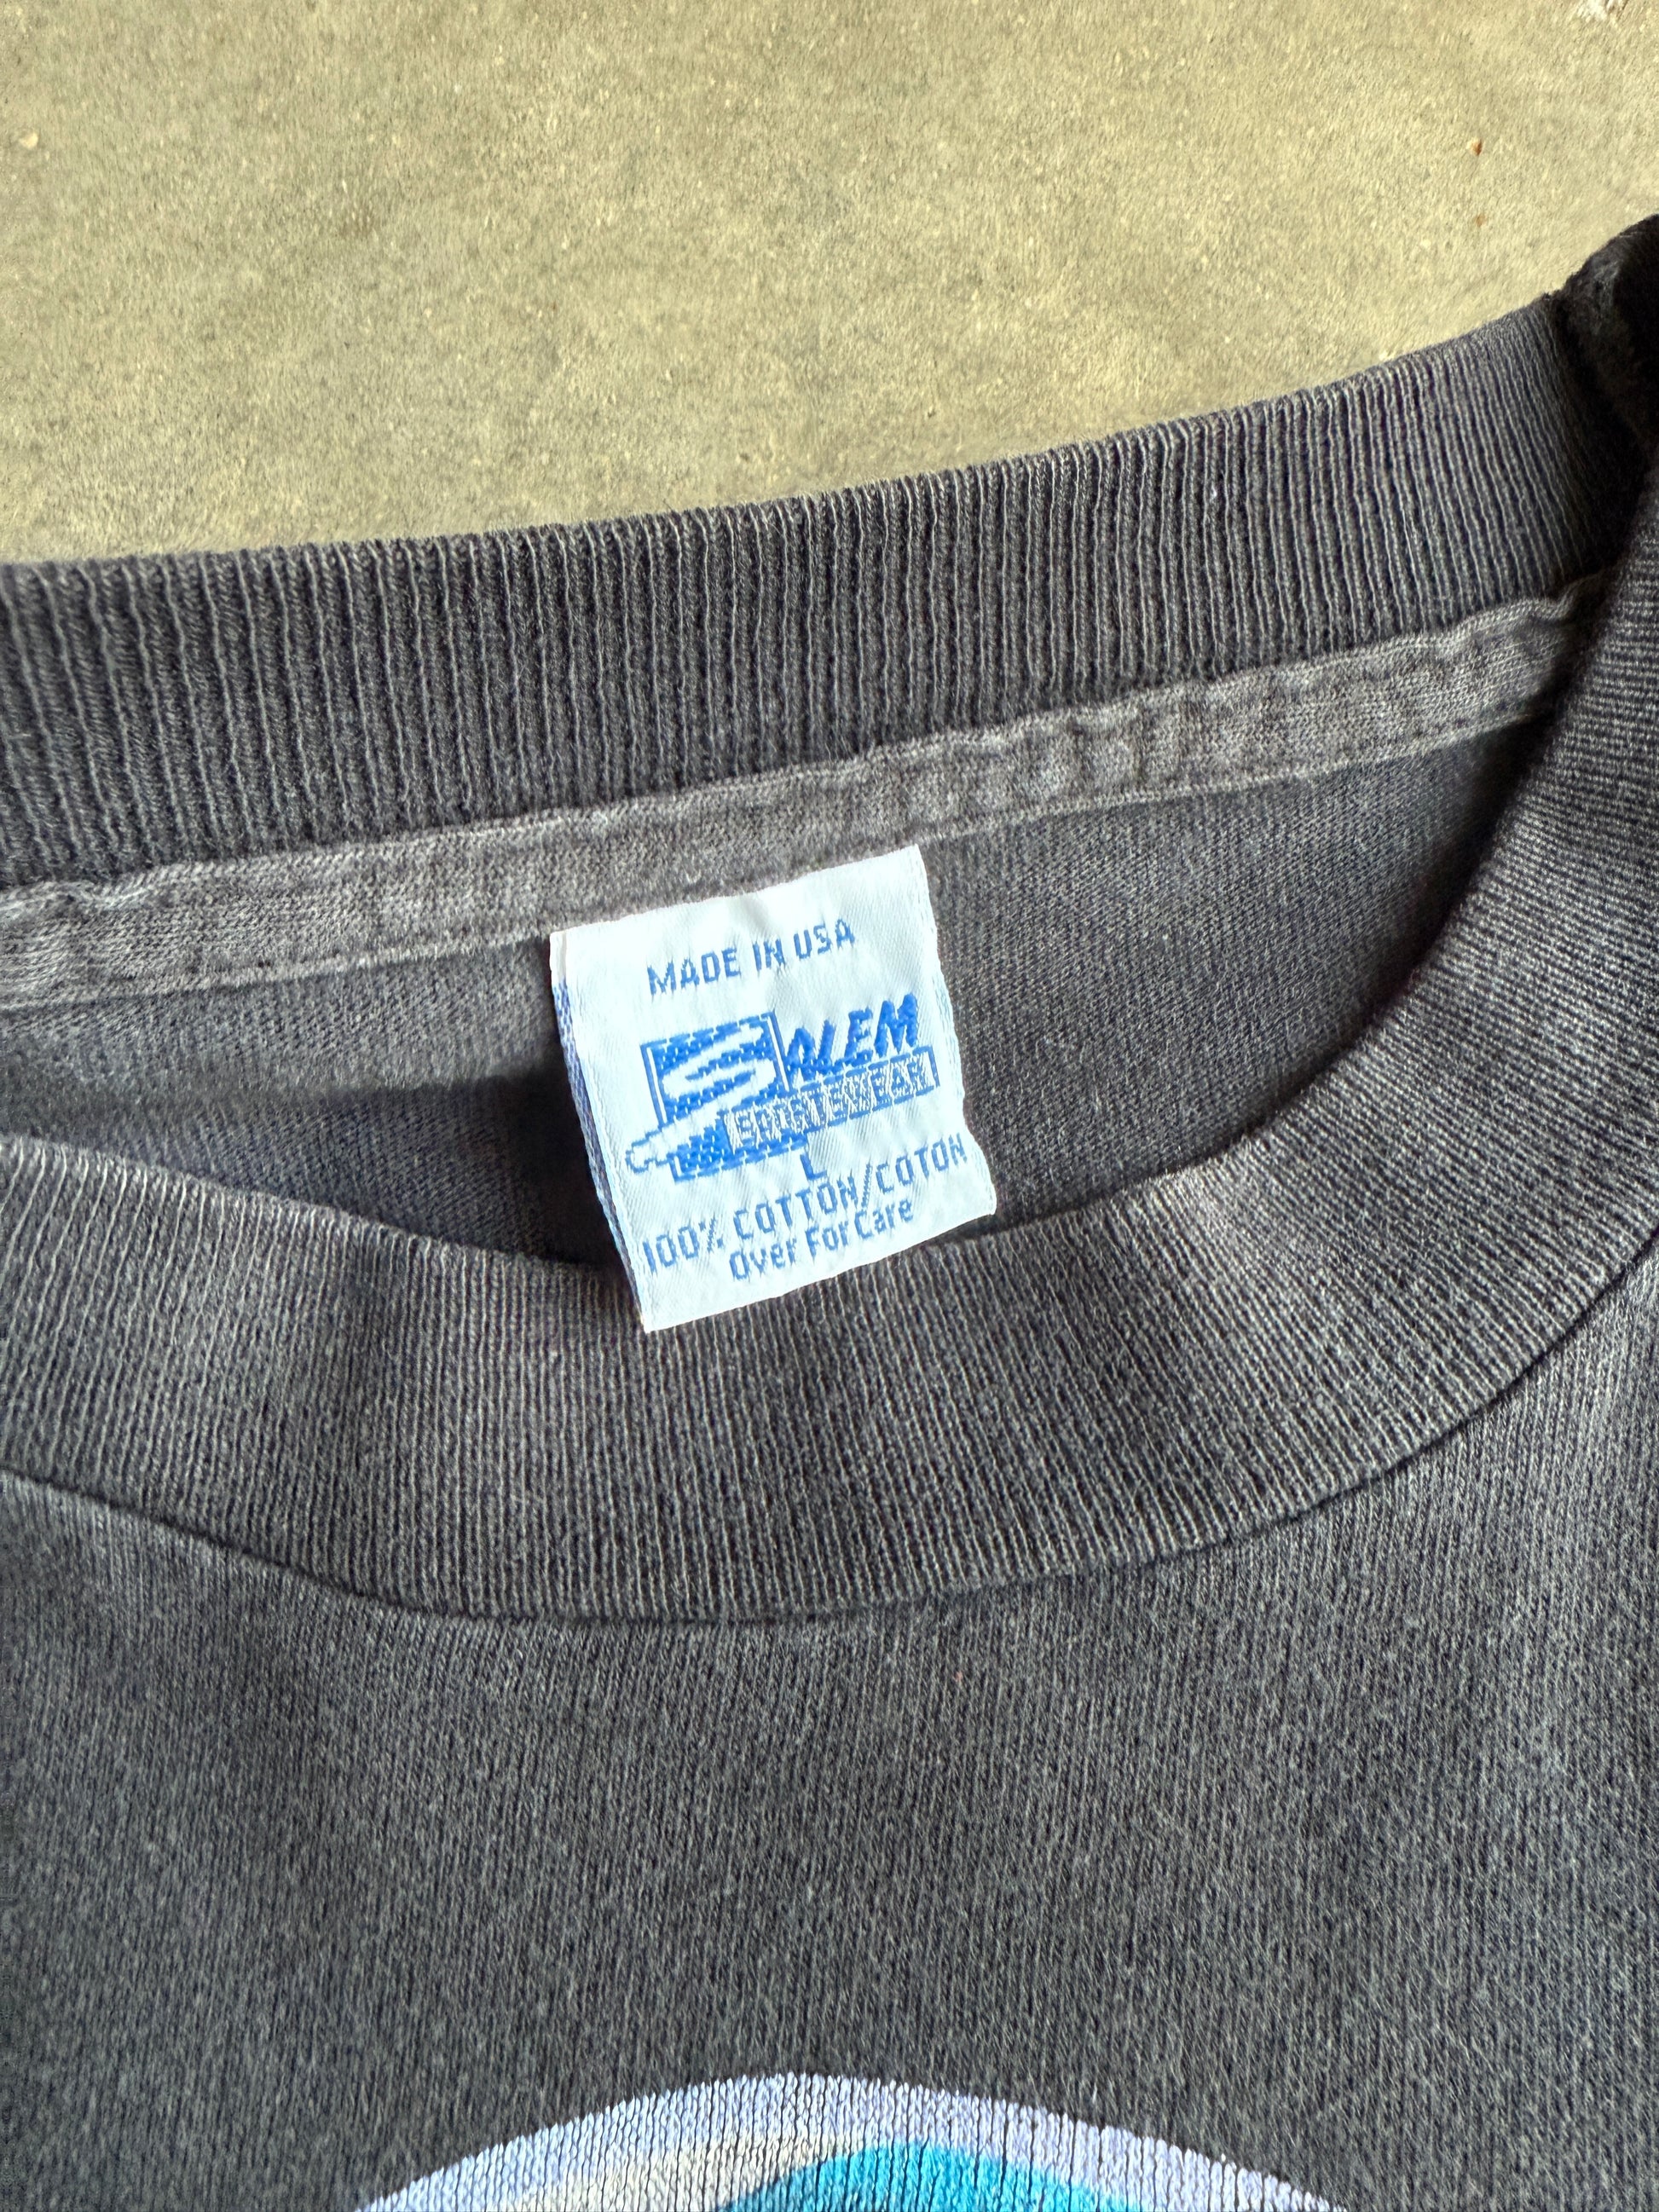 MADE IN USA
SALEM
SPORTSWEAR
L
100% COTTON/COTON
Over For Care